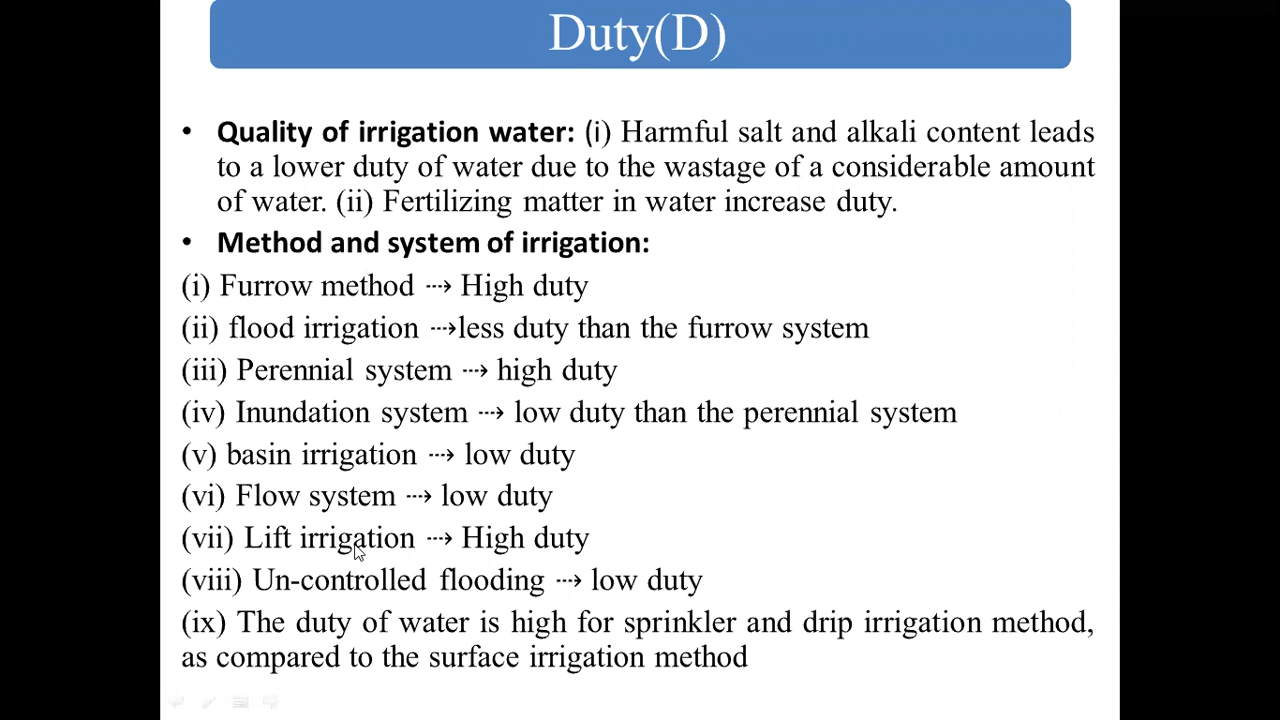 Duty(D)
• Quality of irrigation water: (i) Harmful salt and alkali content leads
to a lower duty of water due to the wastage of a considerable amount
of water. (ii) Fertilizing matter in water increase duty.
• Method and system of irrigation:
(i) Furrow method ⇢ High duty
(ii) flood irrigation ⇢less duty than the furrow system
(iii) Perennial system ⇢ high duty
(iv) Inundation system ⇢ low duty than the perennial system
(v) basin irrigation ⇢ low duty
(vi) Flow system ⇢ low duty
(vii) Lift irrigation ⇢ High duty
(viii) Un-controlled flooding ⇢ low duty
(ix) The duty of water is high for sprinkler and drip irrigation method,
as compared to the surface irrigation method